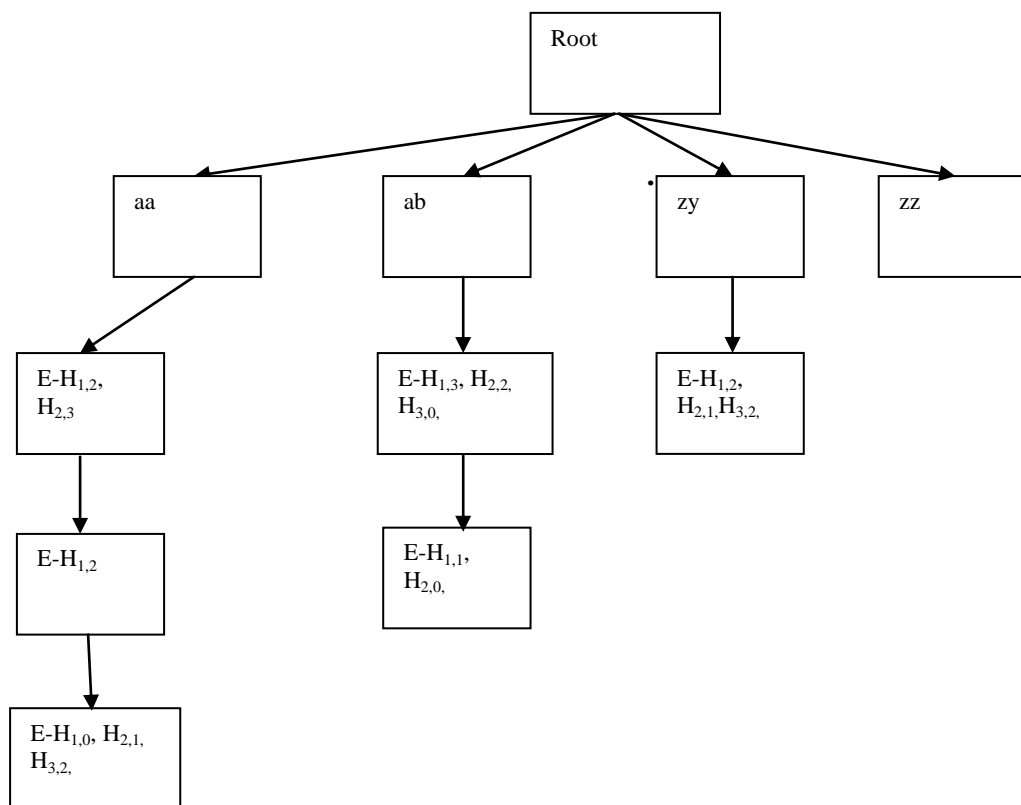 Root
aa
ab
zy
zz
E-H1,2,
H2,3
E-H1,3, H2,2,
H3,0,
E-H1,2,
H2,1,H3,2,
E-H1,2
E-H1,1,
H2,0,
E-H1,0, H2,1,
H3,2,